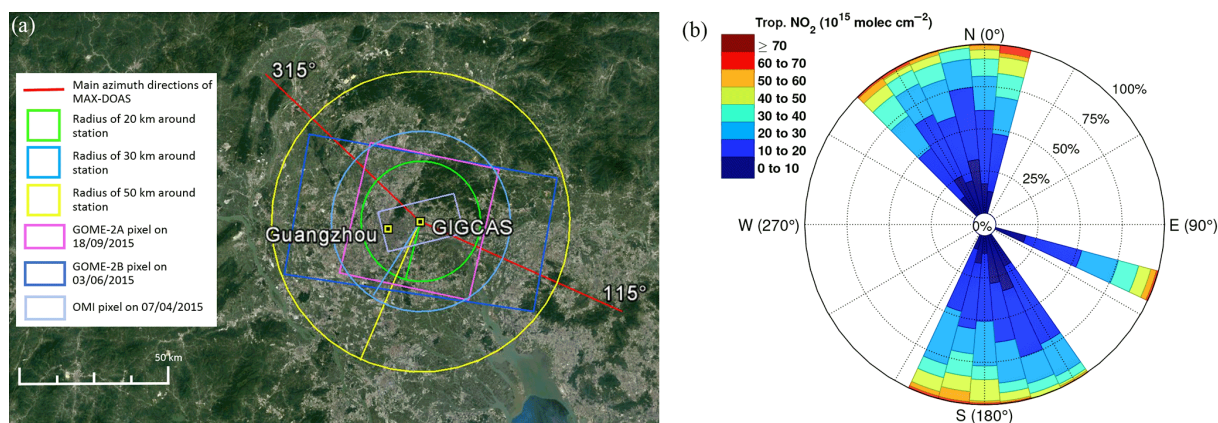 (a)
315°
Main azimuth directions of
MAX-DOAS
Radius of 20 km around
station
Radius of 30 km around
station
Radius of 50 km around
station
GOME-2A pixel on
18/09/2015
GOME-2B pixel on
03/06/2015
OMI pixel on 07/04/2015
Guangzhou
GIGCAS
115°
50 km
(b)
Trop. NO₂ (10¹⁵ molec cm⁻²)
≥ 70
60 to 70
50 to 60
40 to 50
30 to 40
20 to 30
10 to 20
0 to 10
N (0°)
100%
75%
50%
25%
0%
W (270°)
E (90°)
S (180°)